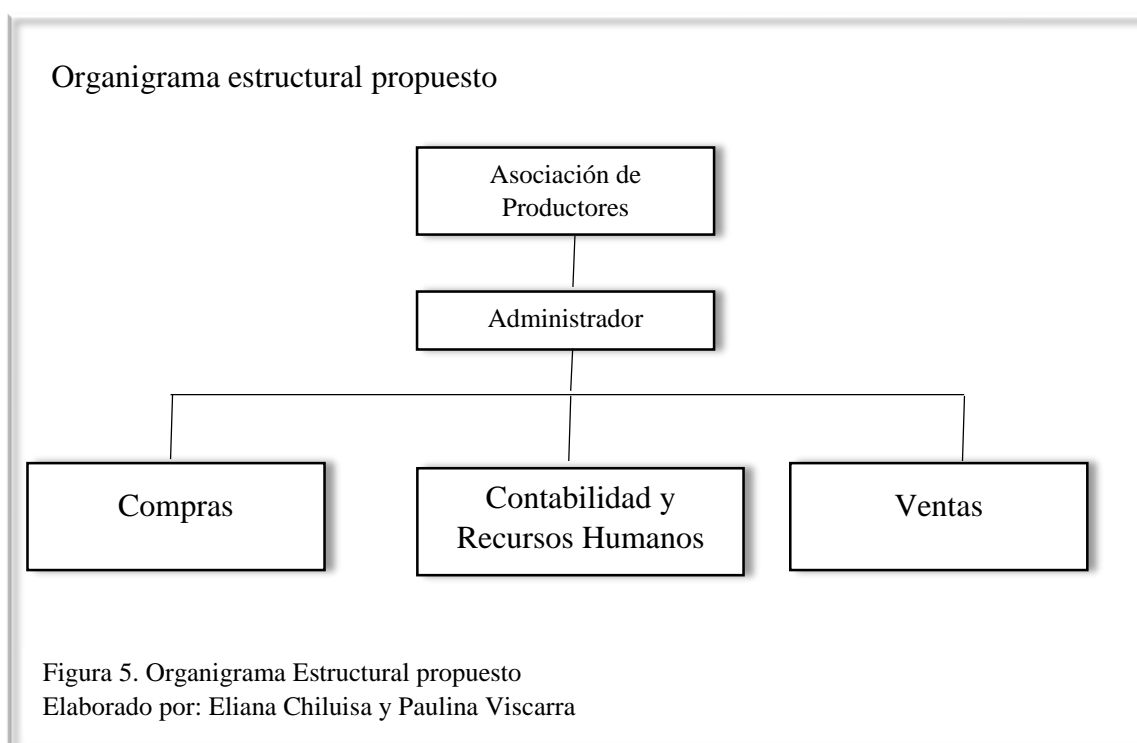 Organigrama estructural propuesto
Asociación de
Productores
Administrador
Compras
Contabilidad y
Recursos Humanos
Ventas
Figura 5. Organigrama Estructural propuesto
Elaborado por: Eliana Chiluisa y Paulina Viscarra